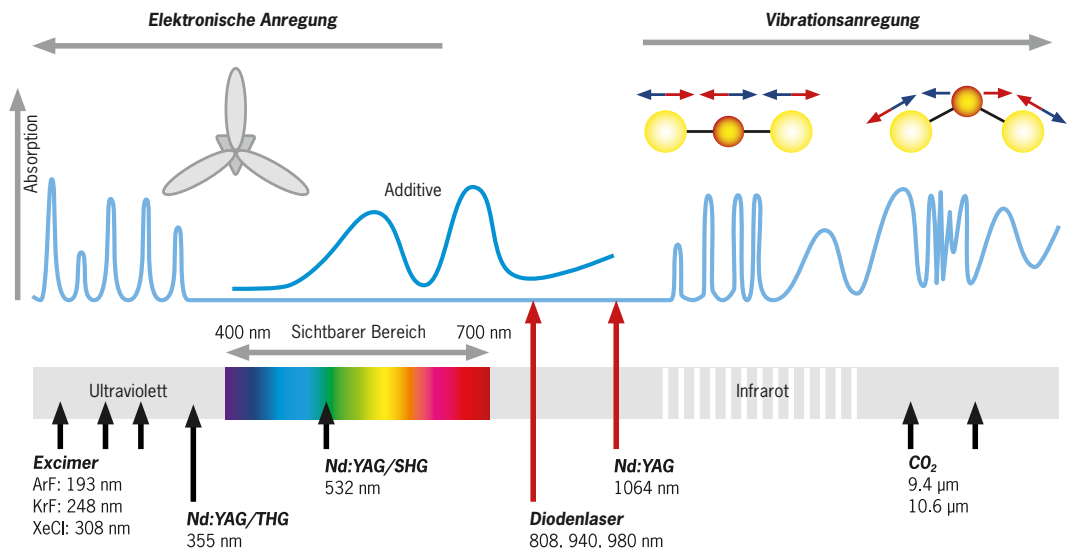 Elektronische Anregung
Vibrationsanregung
Absorption
Additive
400 nm
Sichtbarer Bereich
700 nm
Ultraviolett
Infrarot
Excimer
ArF: 193 nm
KrF: 248 nm
XeCl: 308 nm
Nd:YAG/THG
355 nm
Nd:YAG/SHG
532 nm
Diodenlaser
808, 940, 980 nm
Nd:YAG
1064 nm
CO₂
9.4 µm
10.6 µm